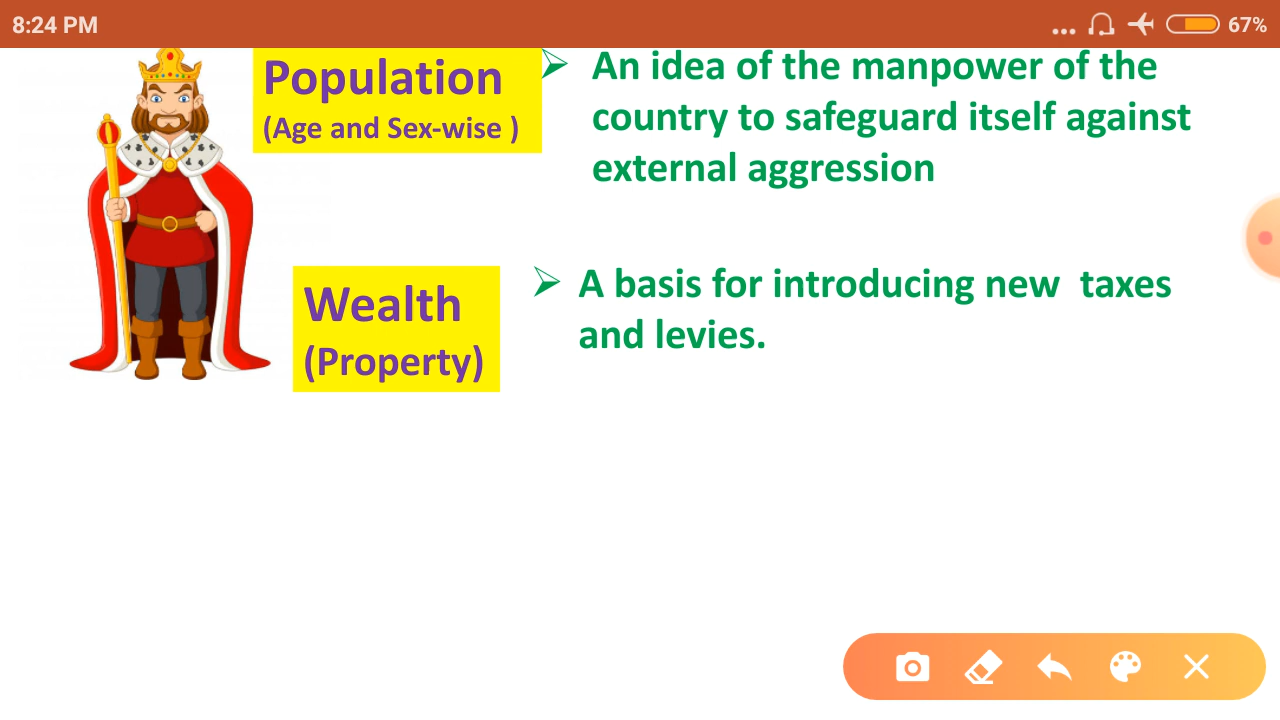 8:24 PM
67%
Population
(Age and Sex-wise )
An idea of the manpower of the
country to safeguard itself against
external aggression
Wealth
(Property)
A basis for introducing new  taxes
and levies.